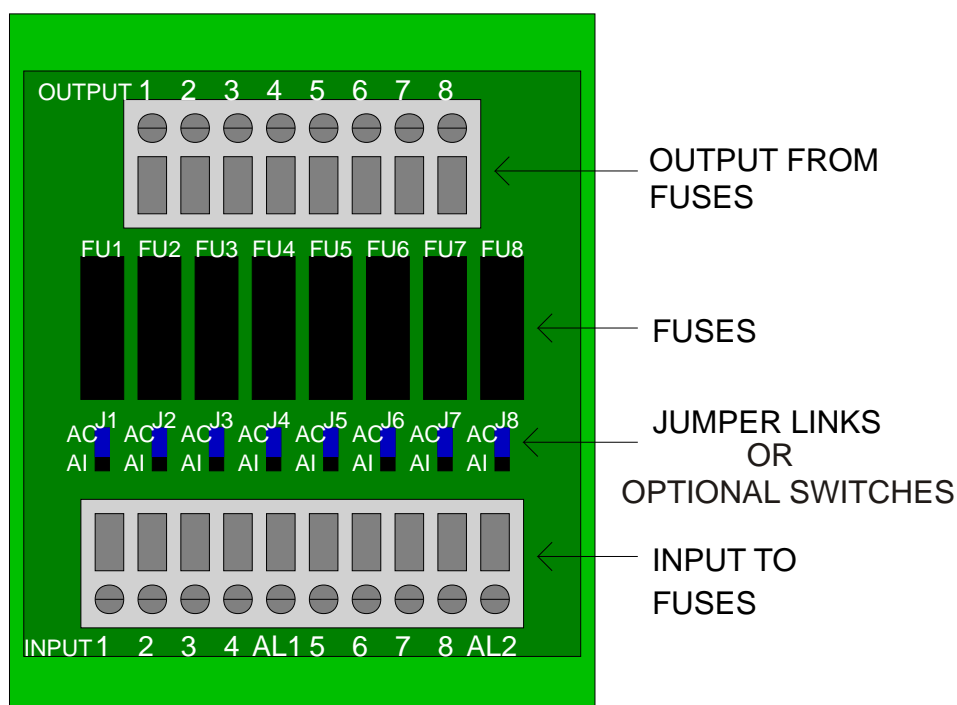 OUTPUT 1 2 3 4 5 6 7 8
OUTPUT FROM
FUSES
FU1 FU2 FU3 FU4 FU5 FU6 FU7 FU8
FUSES
J1 J2 J3 J4 J5 J6 J7 J8
AC AC AC AC AC AC AC AC
AI AI AI AI AI AI AI AI
JUMPER LINKS
OR
OPTIONAL SWITCHES
INPUT TO
FUSES
INPUT 1 2 3 4 AL1 5 6 7 8 AL2